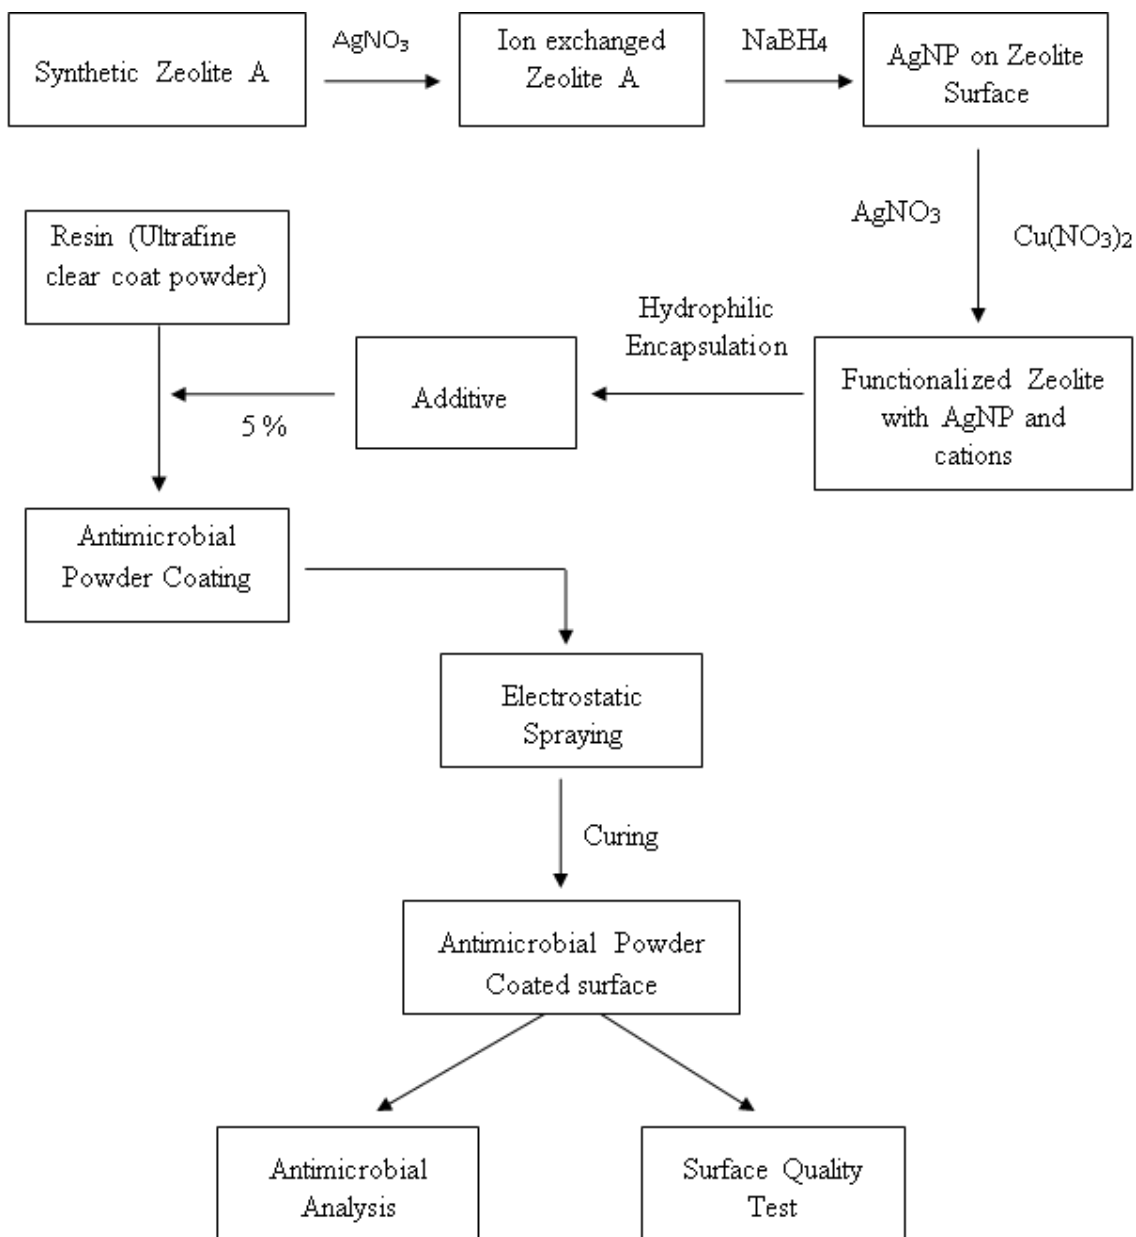 Synthetic Zeolite A
AgNO₃
Ion exchanged
Zeolite A
NaBH₄
AgNP on Zeolite
Surface
AgNO₃
Cu(NO₃)₂
Resin (Ultrafine
clear coat powder)
Hydrophilic
Encapsulation
Functionalized Zeolite
with AgNP and
cations
Additive
5 %
Antimicrobial
Powder Coating
Electrostatic
Spraying
Curing
Antimicrobial Powder
Coated surface
Antimicrobial
Analysis
Surface Quality
Test